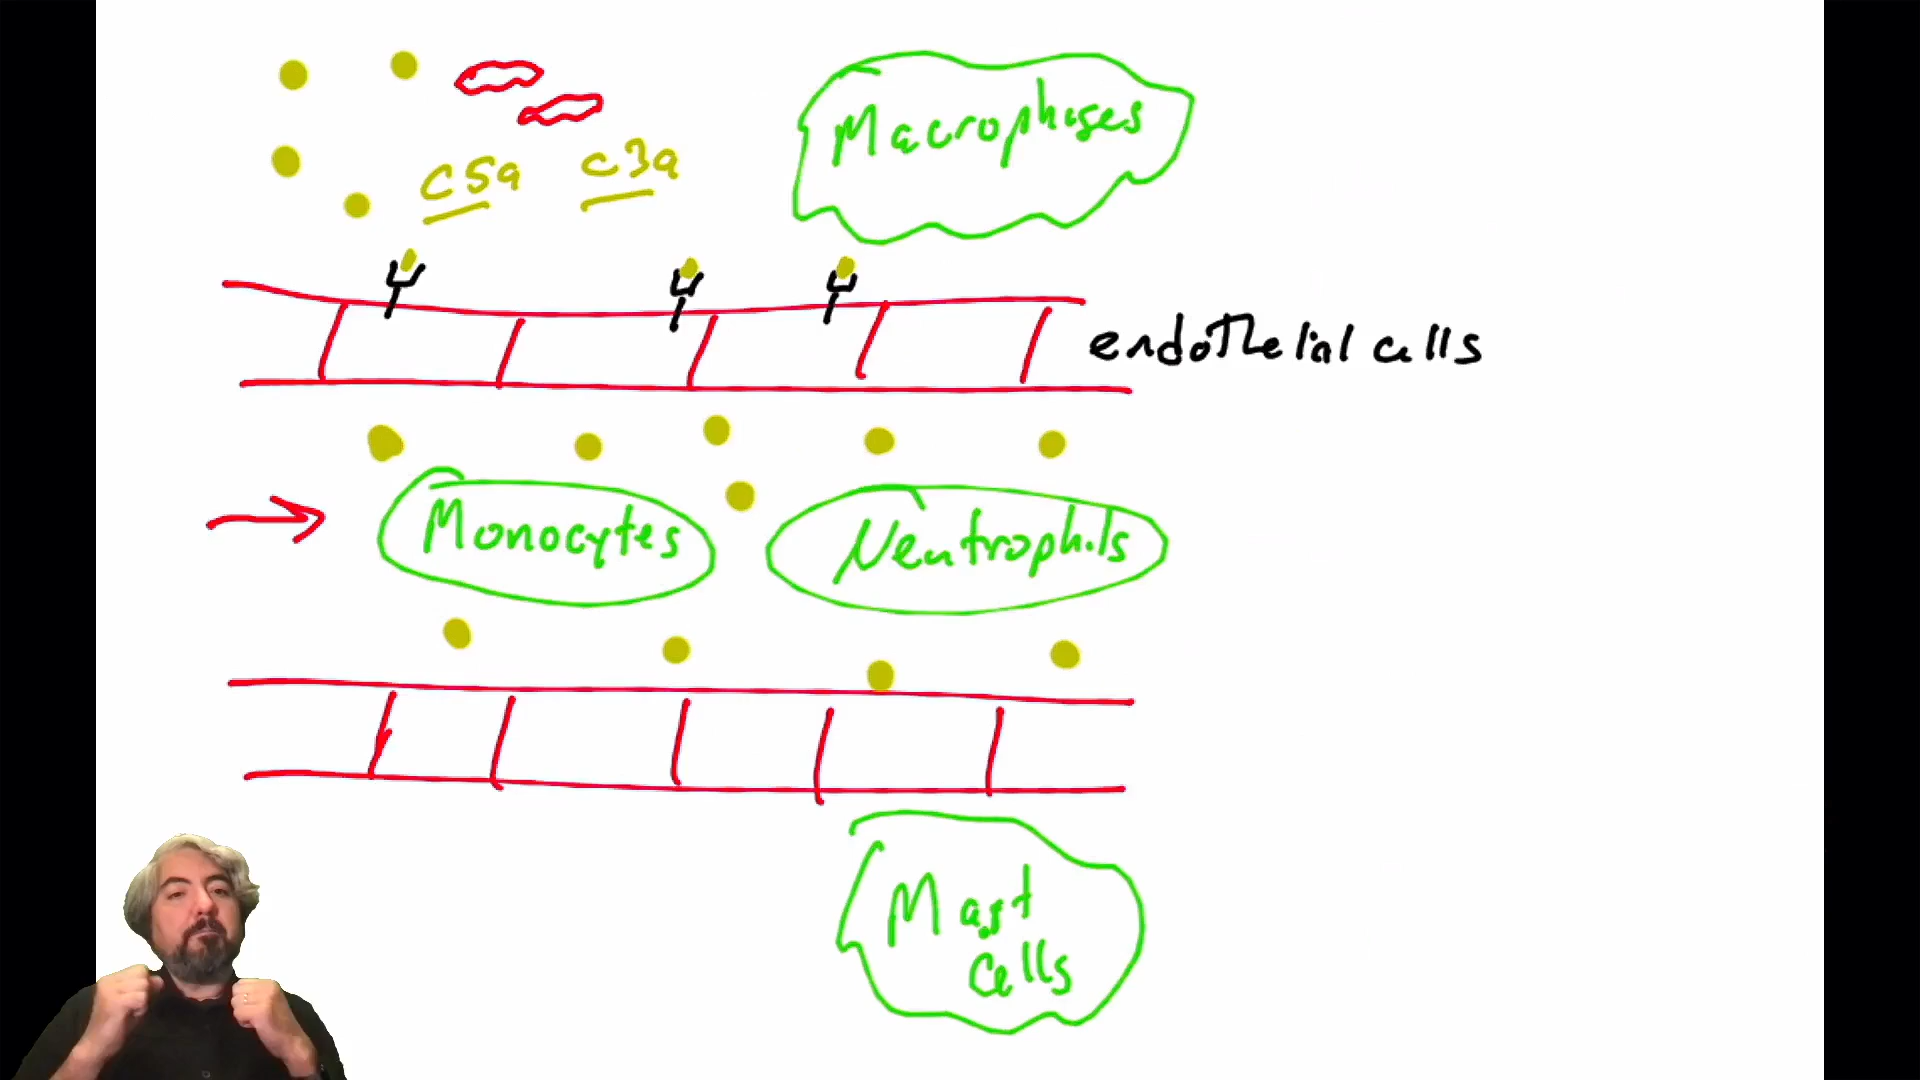 C5a C3a
Macrophages
endothelial cells
Monocytes
Neutrophils
Mast
Cells